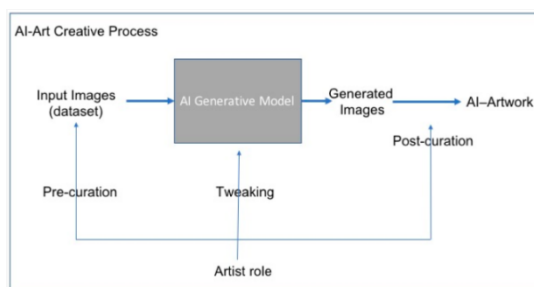 AI-Art Creative Process
Input Images
(dataset)
AI Generative Model
Generated
Images
AI–Artwork
Pre-curation
Tweaking
Post-curation
Artist role